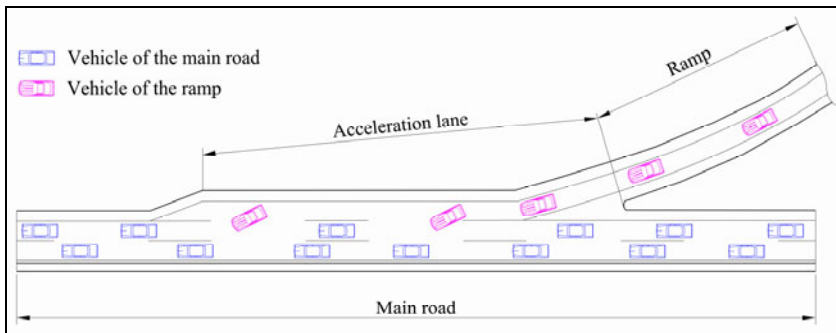 Vehicle of the main road
Vehicle of the ramp
Acceleration lane
Ramp
Main road